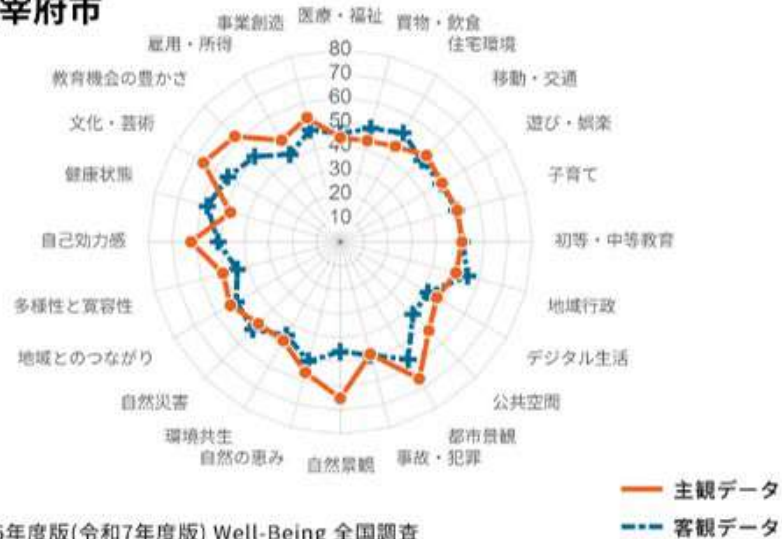 宰府市
医療・福祉
買物・飲食
住宅環境
移動・交通
遊び・娯楽
子育て
初等・中等教育
地域行政
デジタル生活
公共空間
都市景観
事故・犯罪
自然景観
自然の恵み
環境共生
自然災害
地域とのつながり
多様性と寛容性
自己効力感
健康状態
文化・芸術
教育機会の豊かさ
雇用・所得
事業創造
80
70
60
50
40
30
20
10
主観データ
客観データ
年度版(令和7年度版) Well-Being 全国調査